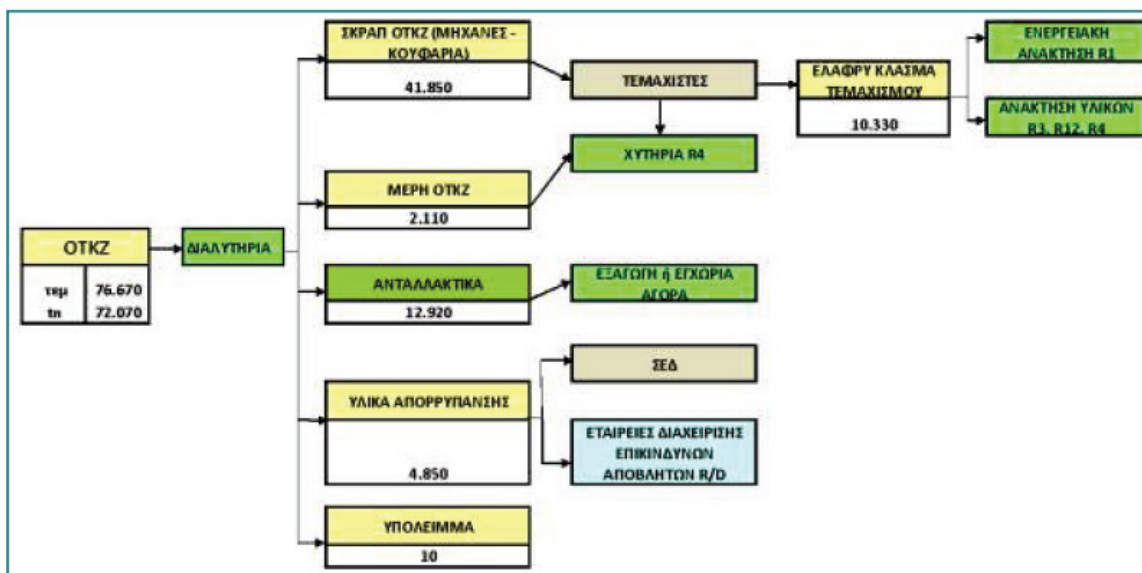 ΣΚΡΑΠ ΟΤΚΖ (ΜΗΧΑΝΕΣ -
ΚΟΥΦΑΡΙΑ)
41.850
ΤΕΜΑΧΙΣΤΕΣ
ΕΛΑΦΡΥ ΚΛΑΣΜΑ
ΤΕΜΑΧΙΣΜΟΥ
10.330
ΕΝΕΡΓΕΙΑΚΗ
ΑΝΑΚΤΗΣΗ R1
ΑΝΑΚΤΗΣΗ ΥΛΙΚΩΝ
R3, R12, R4
ΧΥΤΗΡΙΑ R4
ΜΕΡΗ ΟΤΚΖ
2.110
ΟΤΚΖ
τεμ 76.670
tn 72.070
ΔΙΑΛΥΤΗΡΙΑ
ΑΝΤΑΛΛΑΚΤΙΚΑ
12.920
ΕΞΑΓΩΓΗ ή ΕΓΧΩΡΙΑ
ΑΓΟΡΑ
ΣΕΔ
ΥΛΙΚΑ ΑΠΟΡΡΥΠΑΝΣΗΣ
4.850
ΕΤΑΙΡΕΙΕΣ ΔΙΑΧΕΙΡΙΣΗΣ
ΕΠΙΚΙΝΔΥΝΩΝ
ΑΠΟΒΛΗΤΩΝ R/D
ΥΠΟΛΕΙΜΜΑ
10